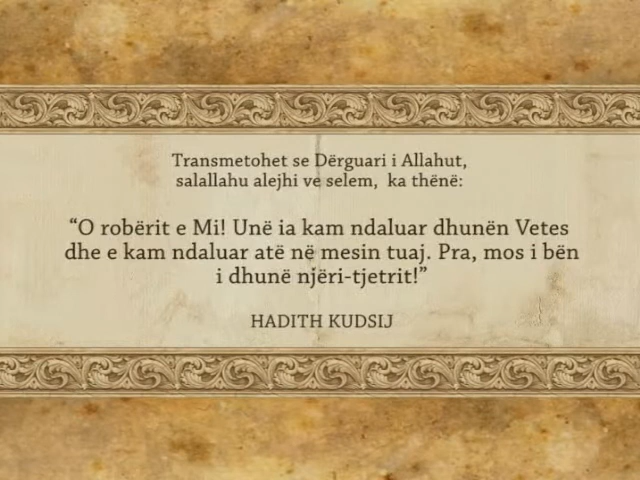 Transmetohet se Dërguari i Allahut,
salallahu alejhi ve selem, ka thënë:
“O robërit e Mi! Unë ia kam ndaluar dhunën Vetes
dhe e kam ndaluar atë në mesin tuaj. Pra, mos i bën
i dhunë njëri-tjetrit!”
HADITH KUDSIJ